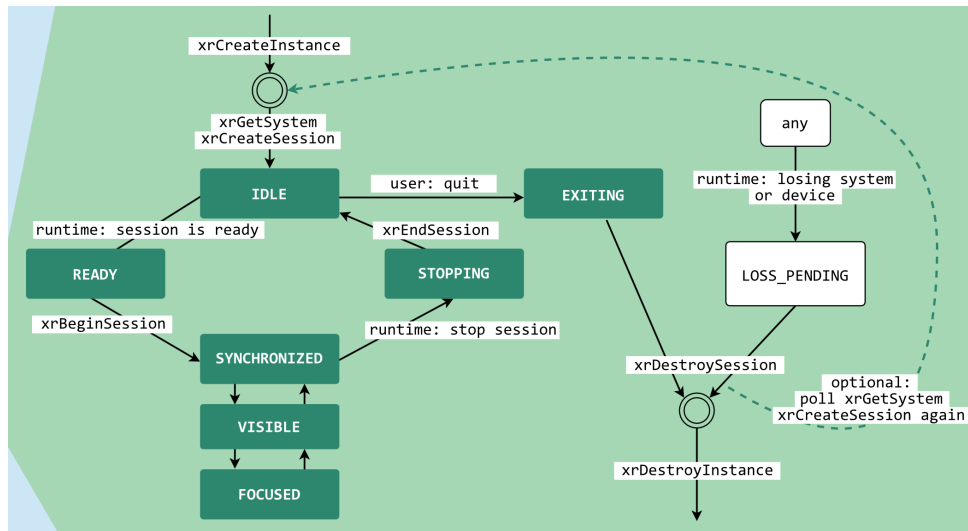 xrCreateInstance
xrGetSystem
xrCreateSession
any
IDLE
user: quit
EXITING
runtime: losing system
or device
runtime: session is ready
xrEndSession
READY
STOPPING
LOSS_PENDING
xrBeginSession
runtime: stop session
SYNCHRONIZED
xrDestroySession
optional:
poll xrGetSystem
xrCreateSession again
VISIBLE
xrDestroyInstance
FOCUSED